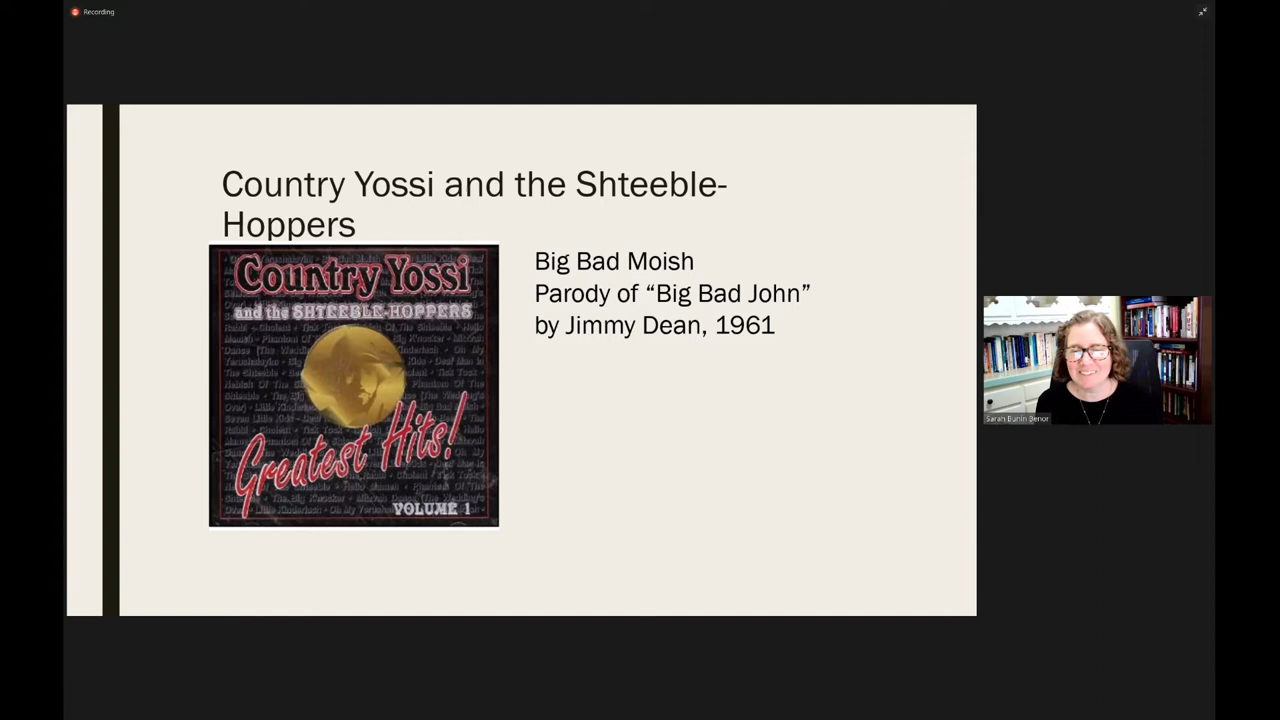 Recording
Country Yossi and the Shteeble-
Hoppers
Country Yossi
and the SHTEEBLE-HOPPERS
Greatest Hits!
VOLUME 1
Big Bad Moish
Parody of “Big Bad John”
by Jimmy Dean, 1961
Sarah Bunin Benor